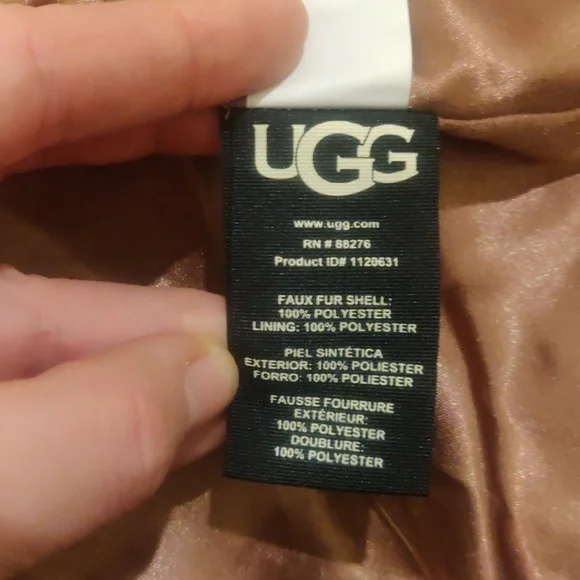 UGG
www.ugg.com
RN # 88276
Product ID# 1120631
FAUX FUR SHELL:
100% POLYESTER
LINING: 100% POLYESTER
PIEL SINTÉTICA
EXTERIOR: 100% POLIESTER
FORRO: 100% POLIESTER
FAUSSE FOURRURE
EXTÉRIEUR:
100% POLYESTER
DOUBLURE:
100% POLYESTER